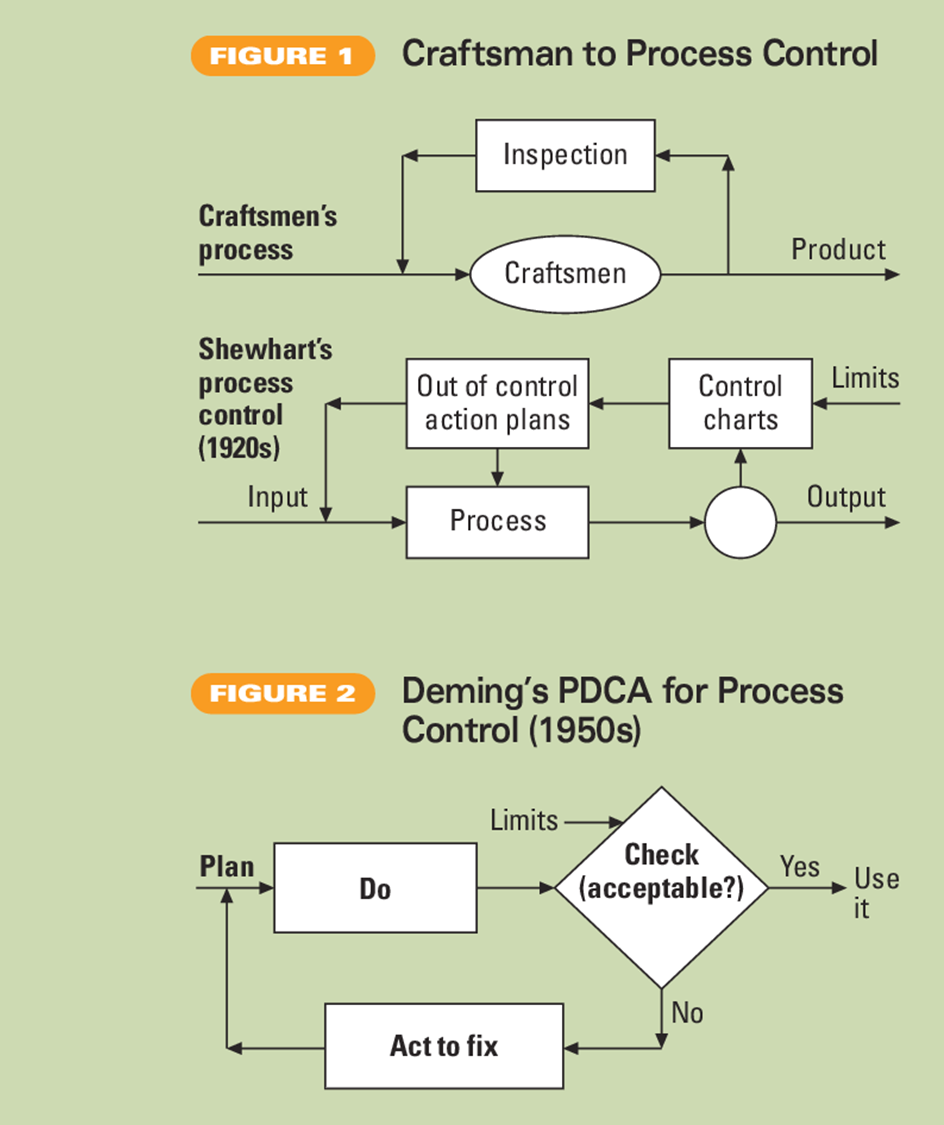 FIGURE 1
Craftsman to Process Control
Inspection
Craftsmen's
process
Craftsmen
Product
Shewhart's
process
control
(1920s)
Out of control
action plans
Control
charts
Limits
Input
Process
Output
FIGURE 2
Deming's PDCA for Process
Control (1950s)
Limits
Plan
Do
Check
(acceptable?)
Yes
Use
it
No
Act to fix